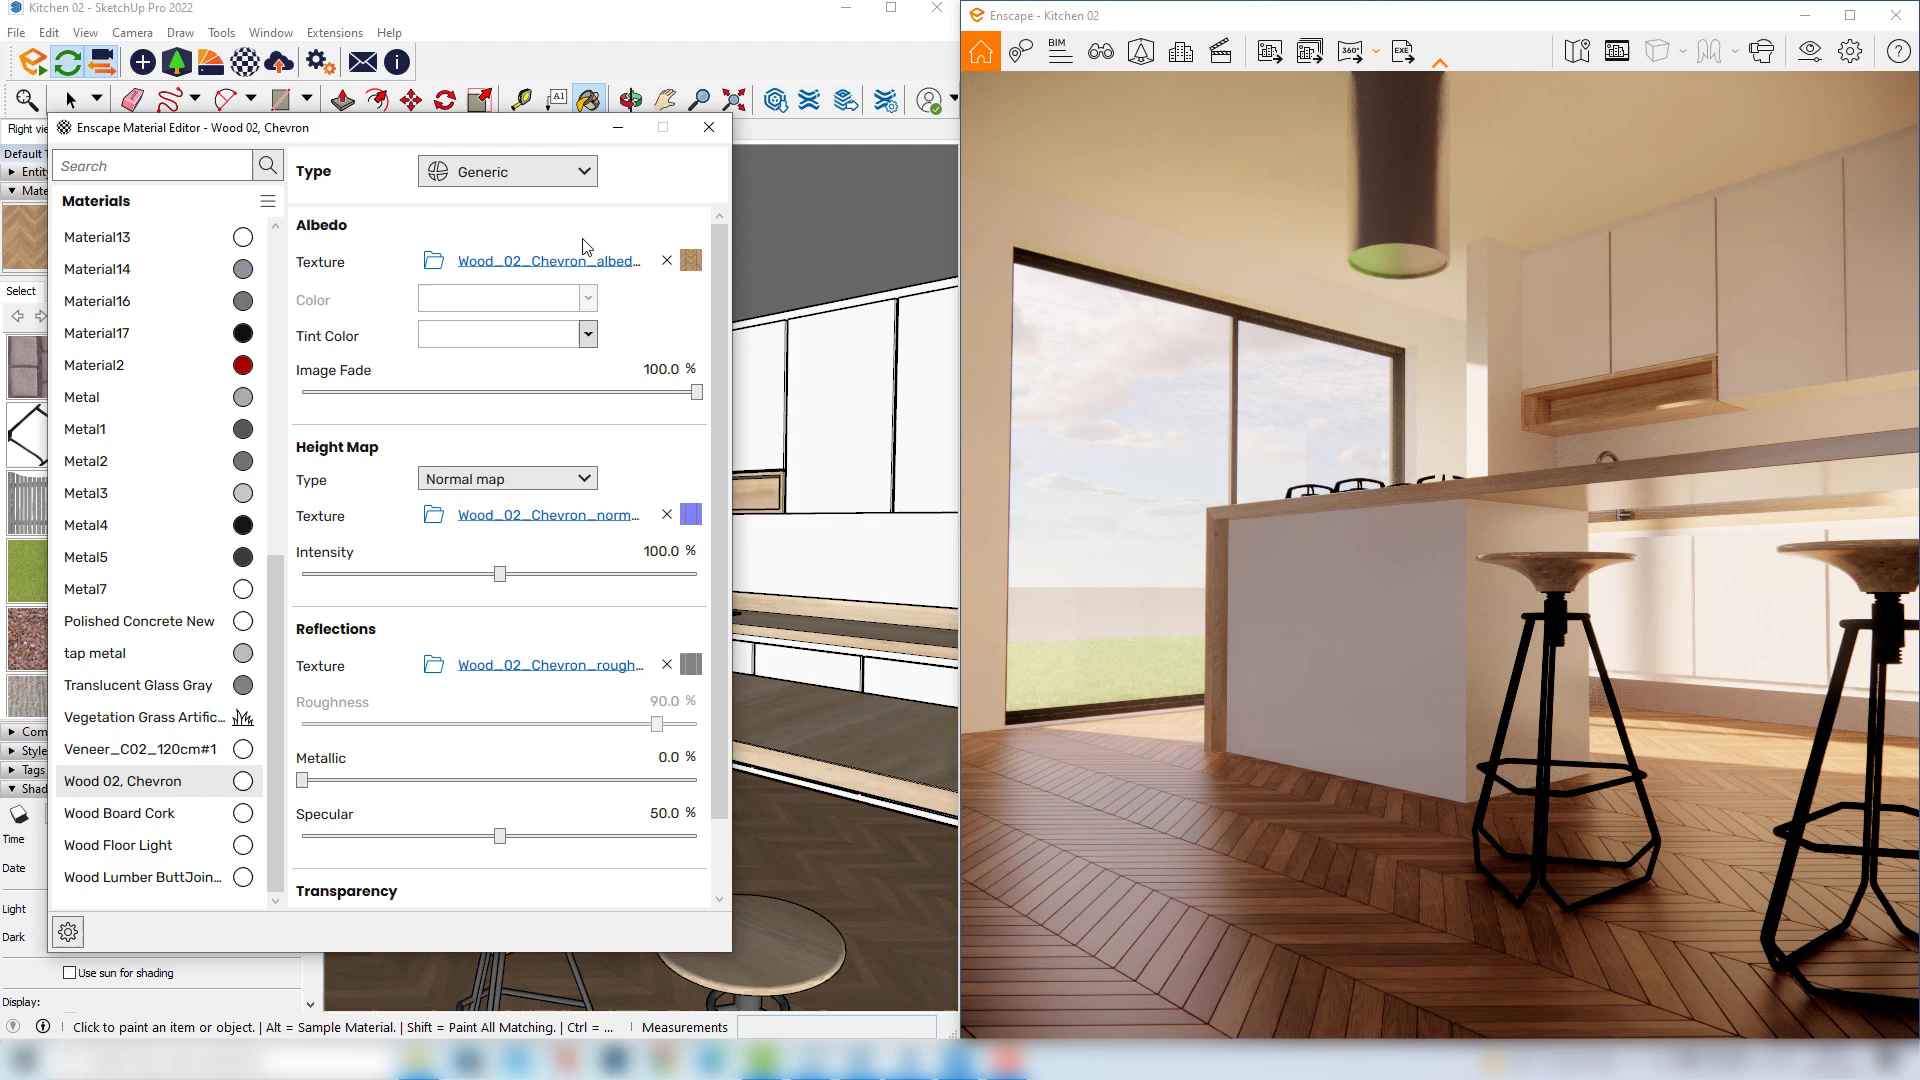 Kitchen 02 - SketchUp Pro 2022
File Edit View Camera Draw Tools Window Extensions Help
A1
Right vie
Default T
Entit
Mate
Select
Com
Style
Tags
Shad
Time
Date
Light
Dark
Use sun for shading
Display:
Click to paint an item or object. | Alt = Sample Material. | Shift = Paint All Matching. | Ctrl = ...
Measurements
Enscape Material Editor - Wood 02, Chevron
Search
Materials
Material13
Material14
Material16
Material17
Material2
Metal
Metal1
Metal2
Metal3
Metal4
Metal5
Metal7
Polished Concrete New
tap metal
Translucent Glass Gray
Vegetation Grass Artific...
Veneer_C02_120cm#1
Wood 02, Chevron
Wood Board Cork
Wood Floor Light
Wood Lumber ButtJoin...
Type Generic
Albedo
Texture Wood_02_Chevron_albed...
Color
Tint Color
Image Fade 100.0 %
Height Map
Type Normal map
Texture Wood_02_Chevron_norm...
Intensity 100.0 %
Reflections
Texture Wood_02_Chevron_rough...
Roughness 90.0 %
Metallic 0.0 %
Specular 50.0 %
Transparency
Enscape - Kitchen 02
BIM
360°
EXE